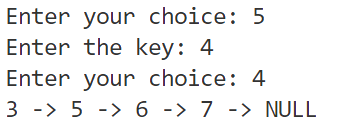 Enter your choice: 5
Enter the key: 4
Enter your choice: 4
3 -> 5 -> 6 -> 7 -> NULL